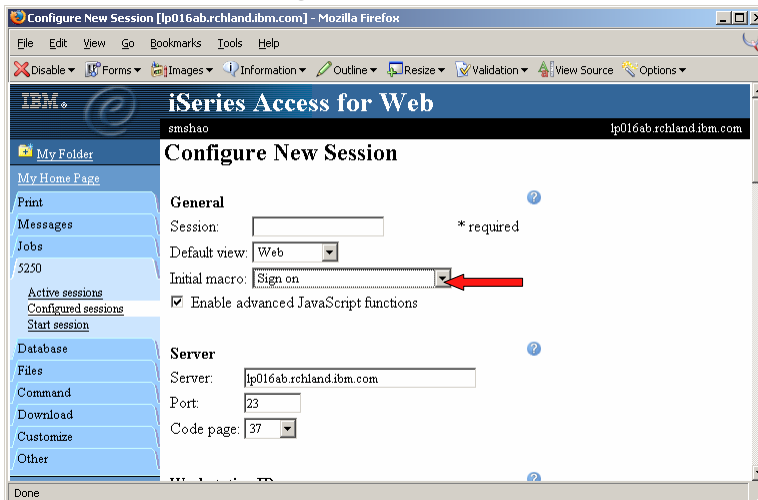 Configure New Session [lp016ab.rchland.ibm.com] - Mozilla Firefox
File Edit View Go Bookmarks Tools Help
Disable Forms Images Information Outline Resize Validation View Source Options
IBM e iSeries Access for Web
smshao lp016ab.rchland.ibm.com
My Folder
My Home Page
Print
Messages
Jobs
5250
Active sessions
Configured sessions
Start session
Database
Files
Command
Download
Customize
Other
Configure New Session
General ?
Session: * required
Default view: Web
Initial macro: Sign on
Enable advanced JavaScript functions
Server ?
Server: lp016ab.rchland.ibm.com
Port: 23
Code page: 37
Done